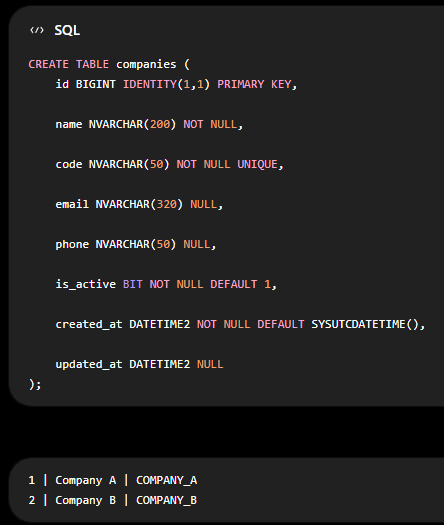 </> SQL
CREATE TABLE companies (
id BIGINT IDENTITY(1,1) PRIMARY KEY,
name NVARCHAR(200) NOT NULL,
code NVARCHAR(50) NOT NULL UNIQUE,
email NVARCHAR(320) NULL,
phone NVARCHAR(50) NULL,
is_active BIT NOT NULL DEFAULT 1,
created_at DATETIME2 NOT NULL DEFAULT SYSUTCDATETIME(),
updated_at DATETIME2 NULL
);
1 | Company A | COMPANY_A
2 | Company B | COMPANY_B